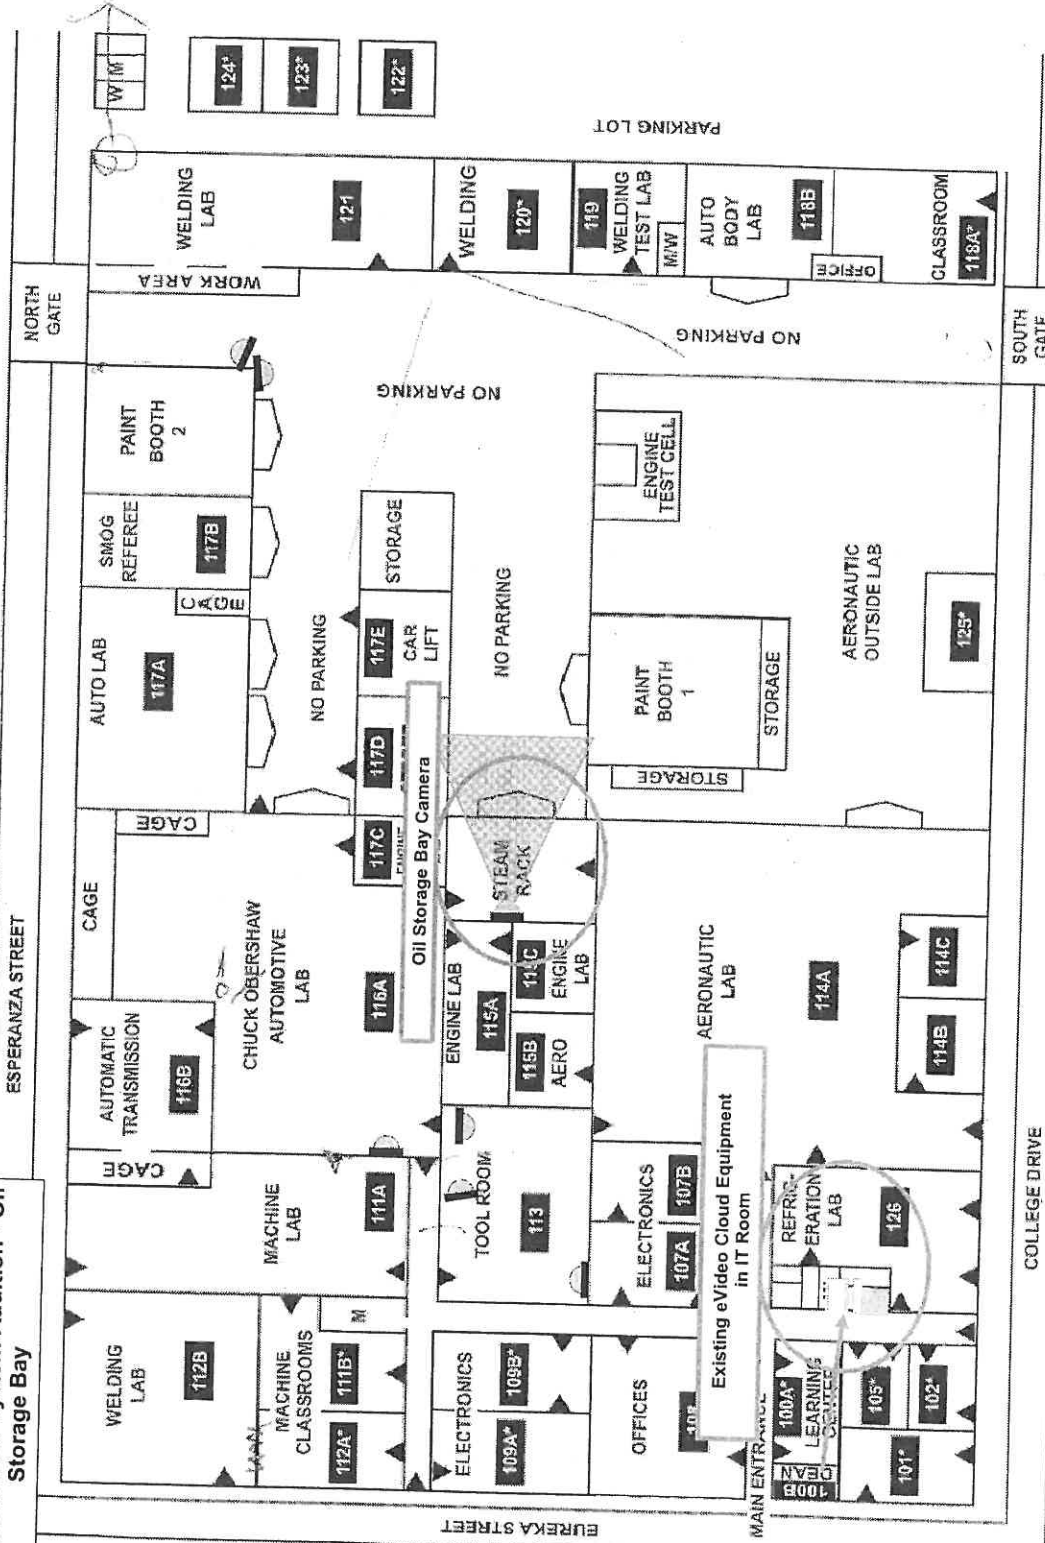 Storage Bay
ESPERANZA STREET
NORTH
GATE
W M
124*
123*
122*
PARKING LOT
WELDING
LAB
121
WORK AREA
WELDING
120*
119
WELDING
TEST LAB
M/W
AUTO
BODY
LAB
118B
OFFICE
CLASSROOM
118A*
SOUTH
GATE
NO PARKING
NO PARKING
PAINT
BOOTH
2
SMOG
REFEREE
117B
CAGE
AUTO LAB
117A
NO PARKING
STORAGE
117E
CAR
LIFT
117D
117C
ENGINE
NO PARKING
ENGINE
TEST CELL
AERONAUTIC
OUTSIDE LAB
125*
PAINT
BOOTH
1
STORAGE
STORAGE
CAGE
CAGE
CHUCK OBERSHAW
AUTOMOTIVE
LAB
116A
AUTOMATIC
TRANSMISSION
116B
CAGE
Oil Storage Bay Camera
STEAM
RACK
ENGINE LAB
115A
115B
AERO
ENGINE
LAB
AERONAUTIC
LAB
114A
114B
114C
MACHINE
LAB
111A
TOOL ROOM
113
ELECTRONICS
107A
107B
Existing eVideo Cloud Equipment
in IT Room
REFRIG-
ERATION
LAB
126
WELDING
LAB
112B
MACHINE
CLASSROOMS
M
111B*
112A*
ELECTRONICS
109A*
109B*
OFFICES
108
MAIN ENTRANCE
100A*
LEARNING
CENTER
DEAN
100B
105*
102*
101*
EUREKA STREET
COLLEGE DRIVE